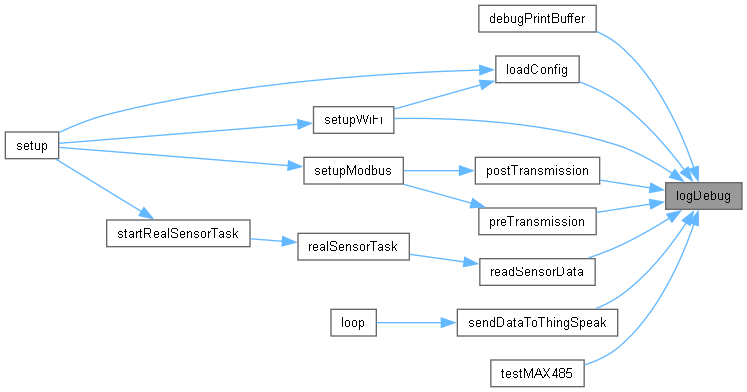 debugPrintBuffer
loadConfig
setupWiFi
setup
setupModbus
postTransmission
logDebug
preTransmission
startRealSensorTask
realSensorTask
readSensorData
loop
sendDataToThingSpeak
testMAX485